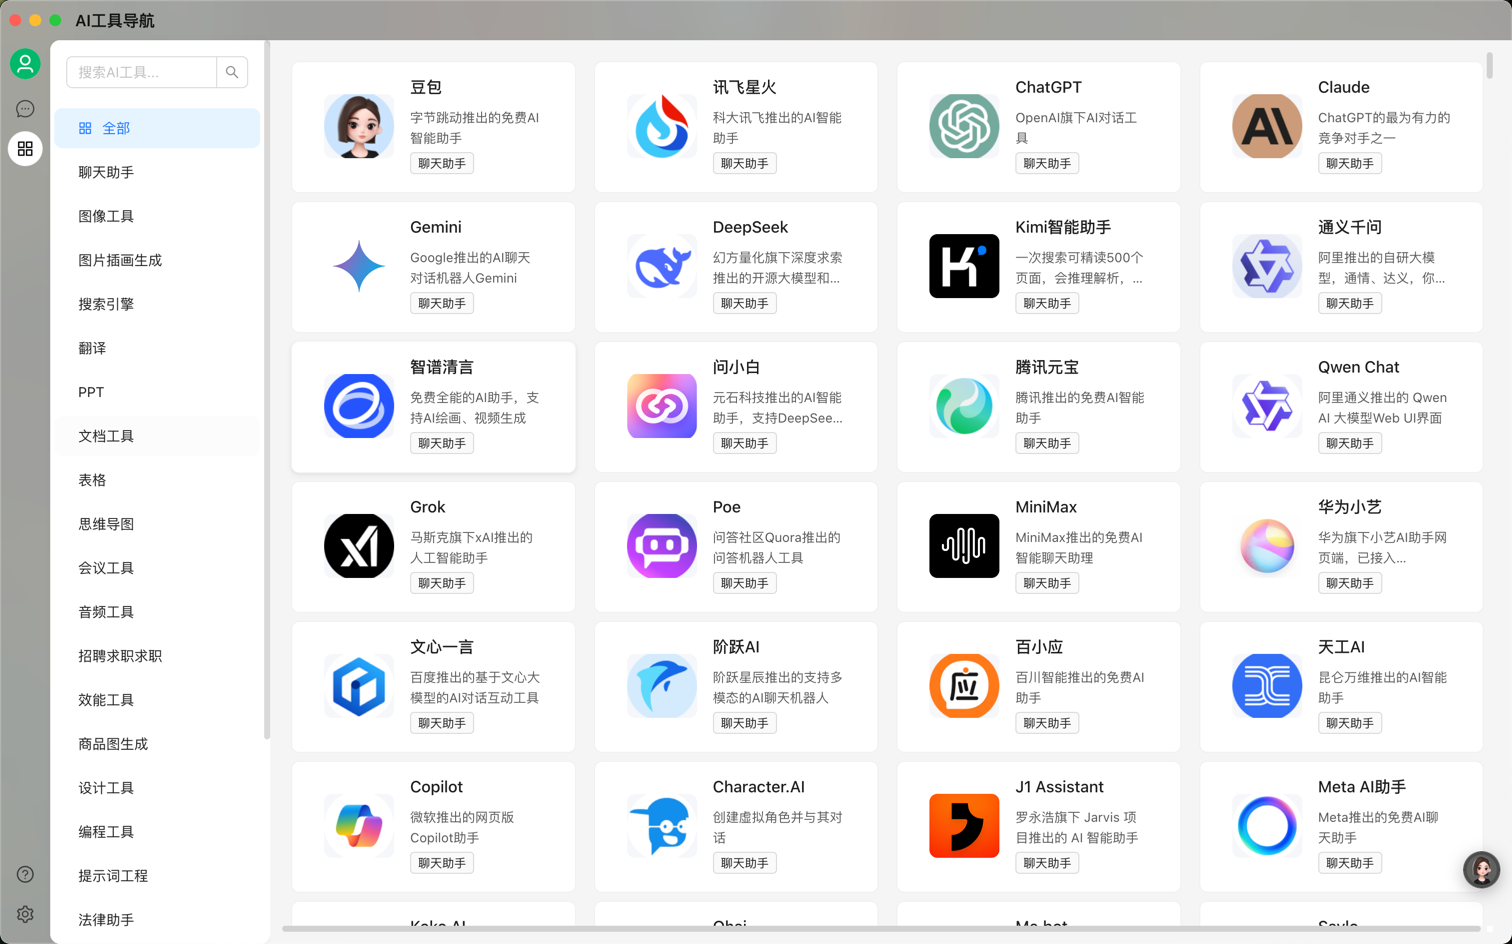 AI工具导航
搜索AI工具...
全部
聊天助手
图像工具
图片插画生成
搜索引擎
翻译
PPT
文档工具
表格
思维导图
会议工具
音频工具
招聘求职求职
效能工具
商品图生成
设计工具
编程工具
提示词工程
法律助手
豆包
字节跳动推出的免费AI
智能助手
聊天助手
讯飞星火
科大讯飞推出的AI智能
助手
聊天助手
ChatGPT
OpenAI旗下AI对话工
具
聊天助手
Claude
ChatGPT的最为有力的
竞争对手之一
聊天助手
Gemini
Google推出的AI聊天
对话机器人Gemini
聊天助手
DeepSeek
幻方量化旗下深度求索
推出的开源大模型和...
聊天助手
Kimi智能助手
一次搜索可精读500个
页面，会推理解析，...
聊天助手
通义千问
阿里推出的自研大模
型，通情、达义，你...
聊天助手
智谱清言
免费全能的AI助手，支
持AI绘画、视频生成
聊天助手
问小白
元石科技推出的AI智能
助手，支持DeepSee...
聊天助手
腾讯元宝
腾讯推出的免费AI智能
助手
聊天助手
Qwen Chat
阿里通义推出的 Qwen
AI 大模型Web UI界面
聊天助手
Grok
马斯克旗下xAI推出的
人工智能助手
聊天助手
Poe
问答社区Quora推出的
问答机器人工具
聊天助手
MiniMax
MiniMax推出的免费AI
智能聊天助理
聊天助手
华为小艺
华为旗下小艺AI助手网
页端，已接入...
聊天助手
文心一言
百度推出的基于文心大
模型的AI对话互动工具
聊天助手
阶跃AI
阶跃星辰推出的支持多
模态的AI聊天机器人
聊天助手
应
百小应
百川智能推出的免费AI
助手
聊天助手
天工AI
昆仑万维推出的AI智能
助手
聊天助手
Copilot
微软推出的网页版
Copilot助手
聊天助手
Character.AI
创建虚拟角色并与其对
话
聊天助手
J1 Assistant
罗永浩旗下 Jarvis 项
目推出的 AI 智能助手
聊天助手
Meta AI助手
Meta推出的免费AI聊
天助手
聊天助手